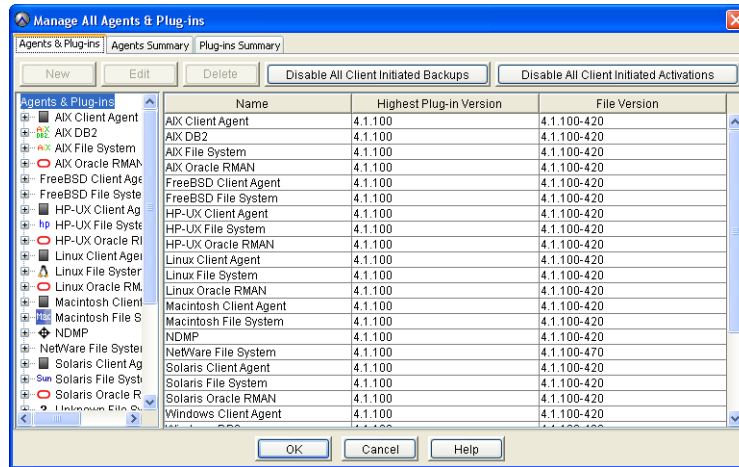 Manage All Agents & Plug-ins
Agents & Plug-ins Agents Summary Plug-ins Summary
New Edit Delete Disable All Client Initiated Backups Disable All Client Initiated Activations
Agents & Plug-ins
AIX Client Agent
AIX DB2
AIX File System
AIX Oracle RMAN
FreeBSD Client Age
FreeBSD File Syste
HP-UX Client Ag
hp HP-UX File Syste
HP-UX Oracle RI
Linux Client Agei
Linux File System
Linux Oracle RM.
Macintosh Client
Mac Macintosh File S
NDMP
NetWare File System
Solaris Client Ag
Sun Solaris File Syste
Solaris Oracle R
? Unknown File Sy
Name Highest Plug-in Version File Version
AIX Client Agent 4.1.100 4.1.100-420
AIX DB2 4.1.100 4.1.100-420
AIX File System 4.1.100 4.1.100-420
AIX Oracle RMAN 4.1.100 4.1.100-420
FreeBSD Client Agent 4.1.100 4.1.100-420
FreeBSD File System 4.1.100 4.1.100-420
HP-UX Client Agent 4.1.100 4.1.100-420
HP-UX File System 4.1.100 4.1.100-420
HP-UX Oracle RMAN 4.1.100 4.1.100-420
Linux Client Agent 4.1.100 4.1.100-420
Linux File System 4.1.100 4.1.100-420
Linux Oracle RMAN 4.1.100 4.1.100-420
Macintosh Client Agent 4.1.100 4.1.100-420
Macintosh File System 4.1.100 4.1.100-420
NDMP 4.1.100 4.1.100-420
NetWare File System 4.1.100 4.1.100-470
Solaris Client Agent 4.1.100 4.1.100-420
Solaris File System 4.1.100 4.1.100-420
Solaris Oracle RMAN 4.1.100 4.1.100-420
Windows Client Agent 4.1.100 4.1.100-420
OK Cancel Help